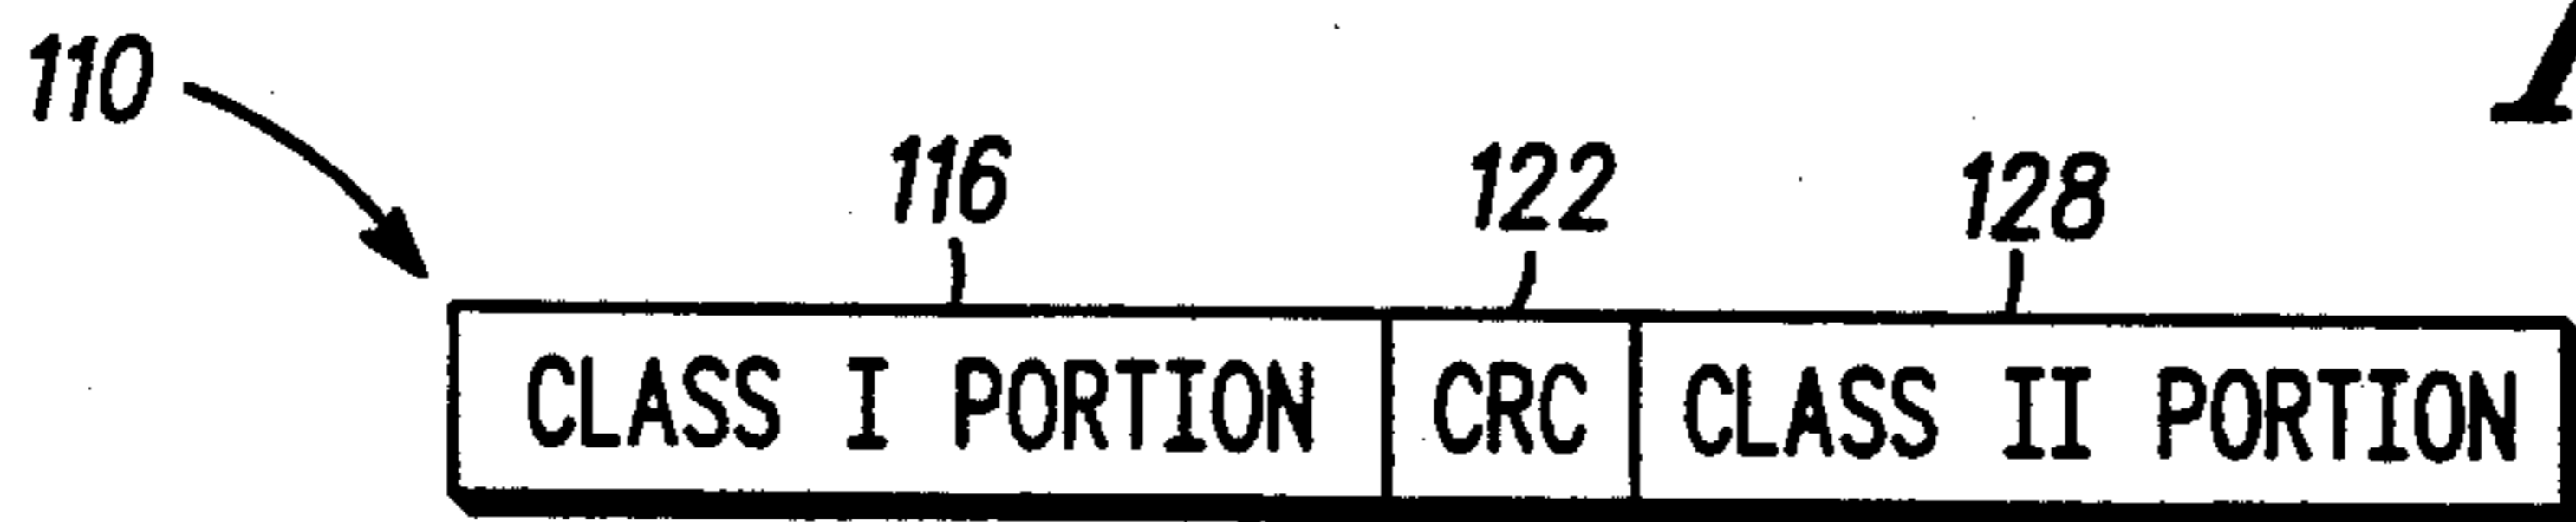 110
116 122 128
CLASS I PORTION CRC CLASS II PORTION